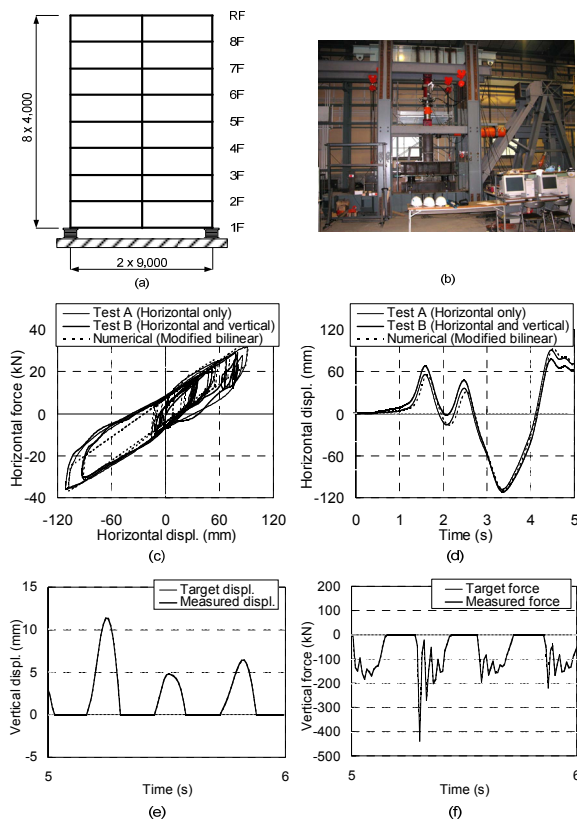 RF
8F
7F
6F
5F
4F
3F
2F
1F
8 x 4,000
2 x 9,000
(a)
(b)
Test A (Horizontal only)
Test B (Horizontal and vertical)
Numerical (Modified bilinear)
Horizontal force (kN)
40
20
0
-20
-40
-120 -60 0 60 120
Horizontal displ. (mm)
(c)
Test A (Horizontal only)
Test B (Horizontal and vertical)
Numerical (Modified bilinear)
Horizontal displ. (mm)
120
60
0
-60
-120
0 1 2 3 4 5
Time (s)
(d)
Target displ.
Measured displ.
Vertical displ. (mm)
15
10
5
0
-5
5 6
Time (s)
(e)
Target force
Measured force
Vertical force (kN)
200
100
0
-100
-200
-300
-400
-500
5 6
Time (s)
(f)